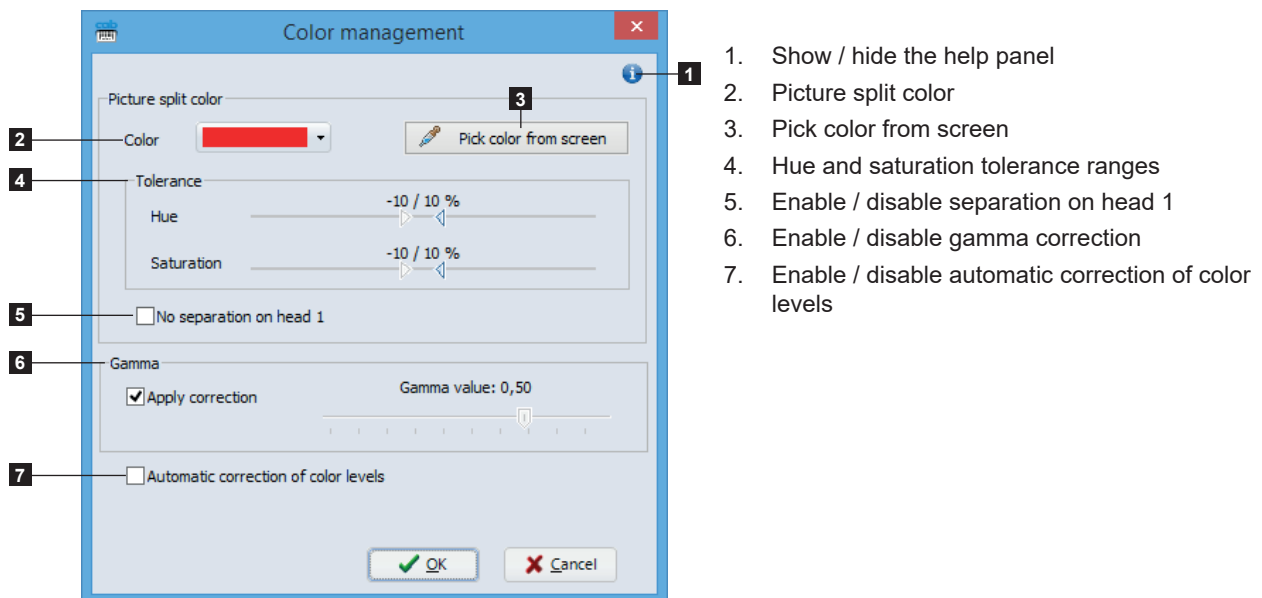 cab
Color management
1
Picture split color
3
2
Color
Pick color from screen
4
Tolerance
-10 / 10 %
Hue
-10 / 10 %
Saturation
5
No separation on head 1
6
Gamma
Apply correction
Gamma value: 0,50
7
Automatic correction of color levels
OK
Cancel
1. Show / hide the help panel
2. Picture split color
3. Pick color from screen
4. Hue and saturation tolerance ranges
5. Enable / disable separation on head 1
6. Enable / disable gamma correction
7. Enable / disable automatic correction of color
levels